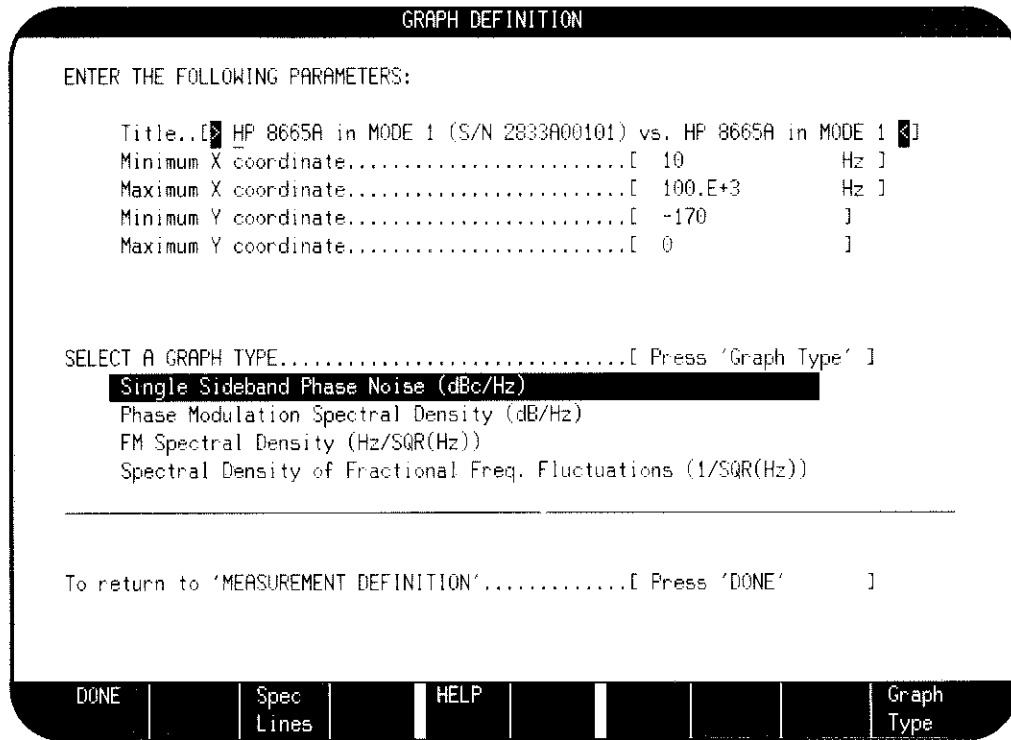 GRAPH DEFINITION
ENTER THE FOLLOWING PARAMETERS:
Title..[> HP 8665A in MODE 1 (S/N 2833A00101) vs. HP 8665A in MODE 1 <]
Minimum X coordinate.........................[ 10 Hz ]
Maximum X coordinate.........................[ 100.E+3 Hz ]
Minimum Y coordinate.........................[ -170 ]
Maximum Y coordinate.........................[ 0 ]
SELECT A GRAPH TYPE...............................[ Press 'Graph Type' ]
Single Sideband Phase Noise (dBc/Hz)
Phase Modulation Spectral Density (dB/Hz)
FM Spectral Density (Hz/SQR(Hz))
Spectral Density of Fractional Freq. Fluctuations (1/SQR(Hz))
To return to 'MEASUREMENT DEFINITION'.............[ Press 'DONE' ]
DONE Spec Lines HELP Graph Type